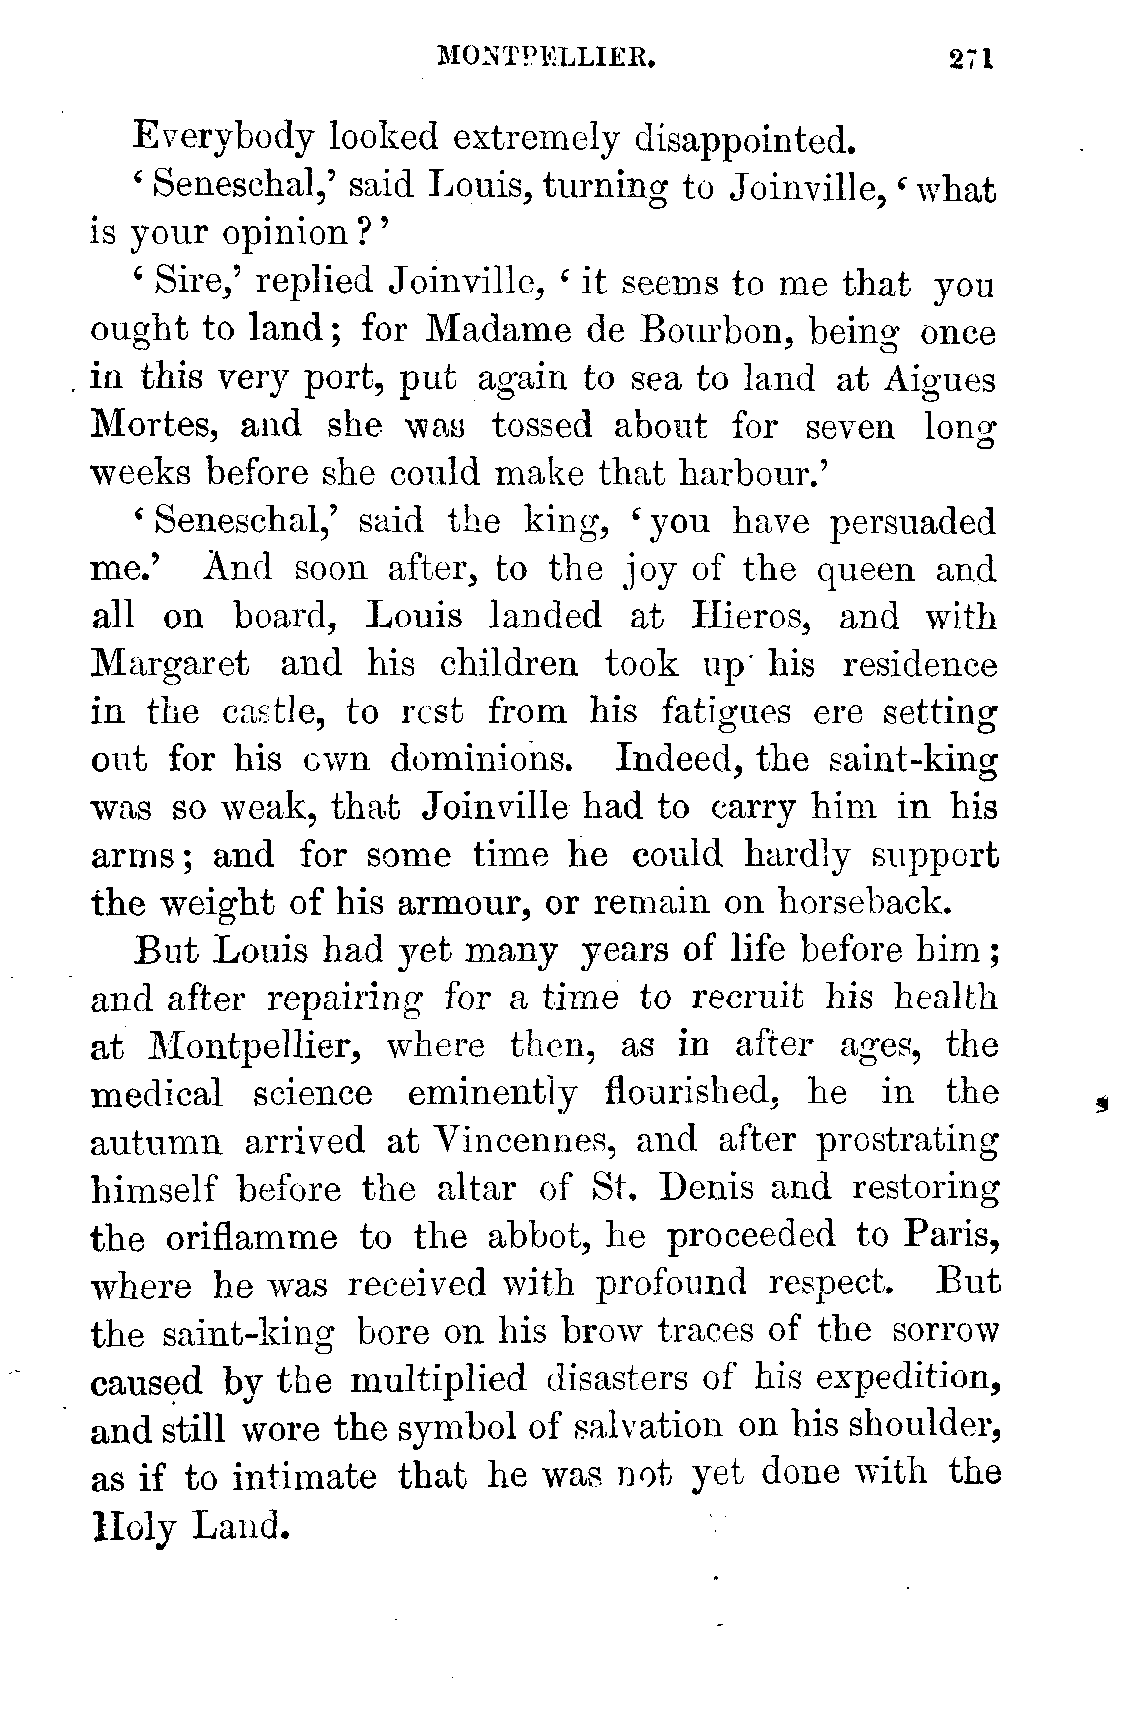 MONTPELLIER. 271
Everybody looked extremely disappointed.
‘ Seneschal,’ said Louis, turning to Joinville, ‘ what
is your opinion ? ’
‘ Sire,’ replied Joinville, ‘ it seems to me that you
ought to land ; for Madame de Bourbon, being once
in this very port, put again to sea to land at Aigues
Mortes, and she was tossed about for seven long
weeks before she could make that harbour.’
‘ Seneschal,’ said the king, ‘ you have persuaded
me.’ And soon after, to the joy of the queen and
all on board, Louis landed at Hieros, and with
Margaret and his children took up his residence
in the castle, to rest from his fatigues ere setting
out for his own dominions. Indeed, the saint-king
was so weak, that Joinville had to carry him in his
arms ; and for some time he could hardly support
the weight of his armour, or remain on horseback.
But Louis had yet many years of life before him ;
and after repairing for a time to recruit his health
at Montpellier, where then, as in after ages, the
medical science eminently flourished, he in the
autumn arrived at Vincennes, and after prostrating
himself before the altar of St. Denis and restoring
the oriflamme to the abbot, he proceeded to Paris,
where he was received with profound respect. But
the saint-king bore on his brow traces of the sorrow
caused by the multiplied disasters of his expedition,
and still wore the symbol of salvation on his shoulder,
as if to intimate that he was not yet done with the
Holy Land.